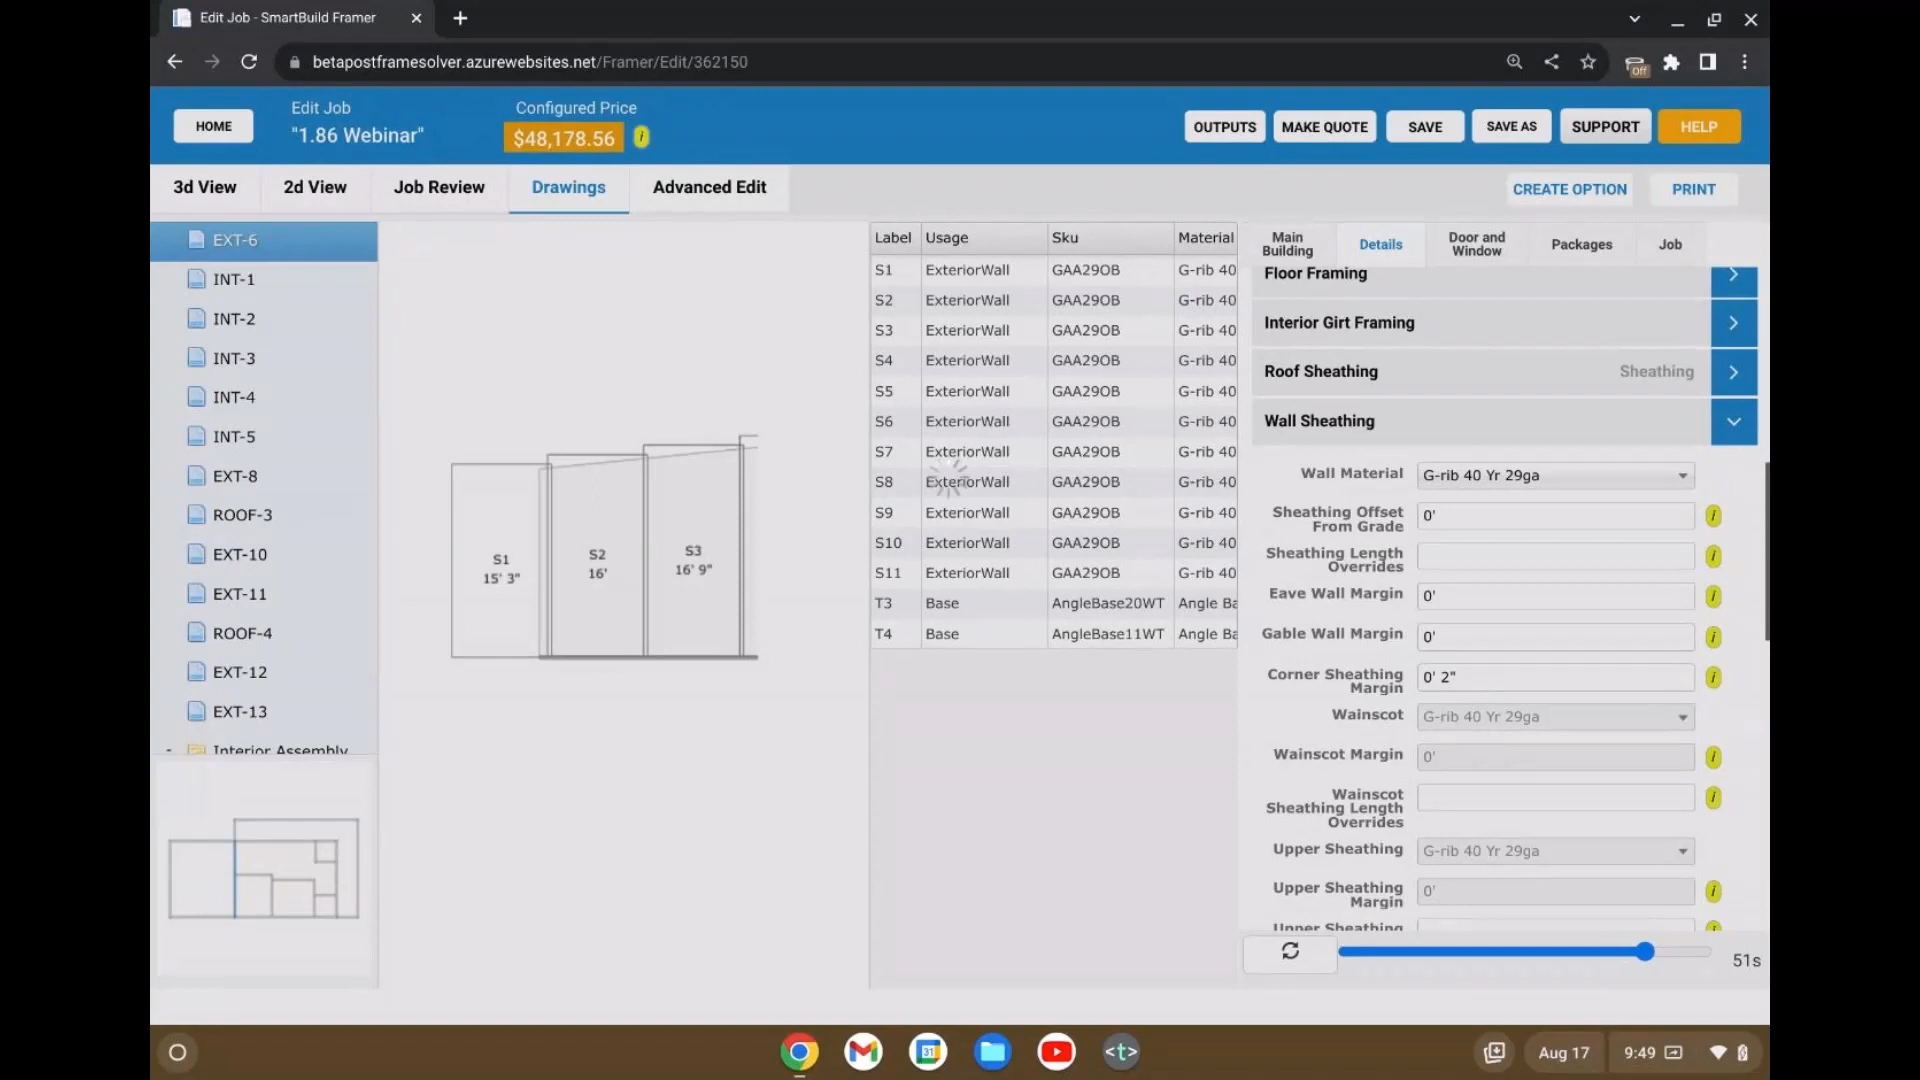 Edit Job - SmartBuild Framer
betapostframesolver.azurewebsites.net/Framer/Edit/362150
Off
HOME
Edit Job
"1.86 Webinar"
Configured Price
$48,178.56
i
OUTPUTS
MAKE QUOTE
SAVE
SAVE AS
SUPPORT
HELP
3d View
2d View
Job Review
Drawings
Advanced Edit
CREATE OPTION
PRINT
EXT-6
INT-1
INT-2
INT-3
INT-4
INT-5
EXT-8
ROOF-3
EXT-10
EXT-11
ROOF-4
EXT-12
EXT-13
- Interior Assembly
S1
15' 3"
S2
16'
S3
16' 9"
Label Usage Sku Material
S1 ExteriorWall GAA29OB G-rib 40
S2 ExteriorWall GAA29OB G-rib 40
S3 ExteriorWall GAA29OB G-rib 40
S4 ExteriorWall GAA29OB G-rib 40
S5 ExteriorWall GAA29OB G-rib 40
S6 ExteriorWall GAA29OB G-rib 40
S7 ExteriorWall GAA29OB G-rib 40
S8 ExteriorWall GAA29OB G-rib 40
S9 ExteriorWall GAA29OB G-rib 40
S10 ExteriorWall GAA29OB G-rib 40
S11 ExteriorWall GAA29OB G-rib 40
T3 Base AngleBase20WT Angle Ba
T4 Base AngleBase11WT Angle Ba
Main
Building
Details
Door and
Window
Packages
Job
Floor Framing
Interior Girt Framing
Roof Sheathing Sheathing
Wall Sheathing
Wall Material G-rib 40 Yr 29ga
Sheathing Offset
From Grade
0'
i
Sheathing Length
Overrides
i
Eave Wall Margin 0' i
Gable Wall Margin 0' i
Corner Sheathing
Margin
0' 2"
i
Wainscot G-rib 40 Yr 29ga
Wainscot Margin 0' i
Wainscot
Sheathing Length
Overrides
i
Upper Sheathing G-rib 40 Yr 29ga
Upper Sheathing
Margin
0'
i
Upper Sheathing
51s
31
<t>
Aug 17
9:49